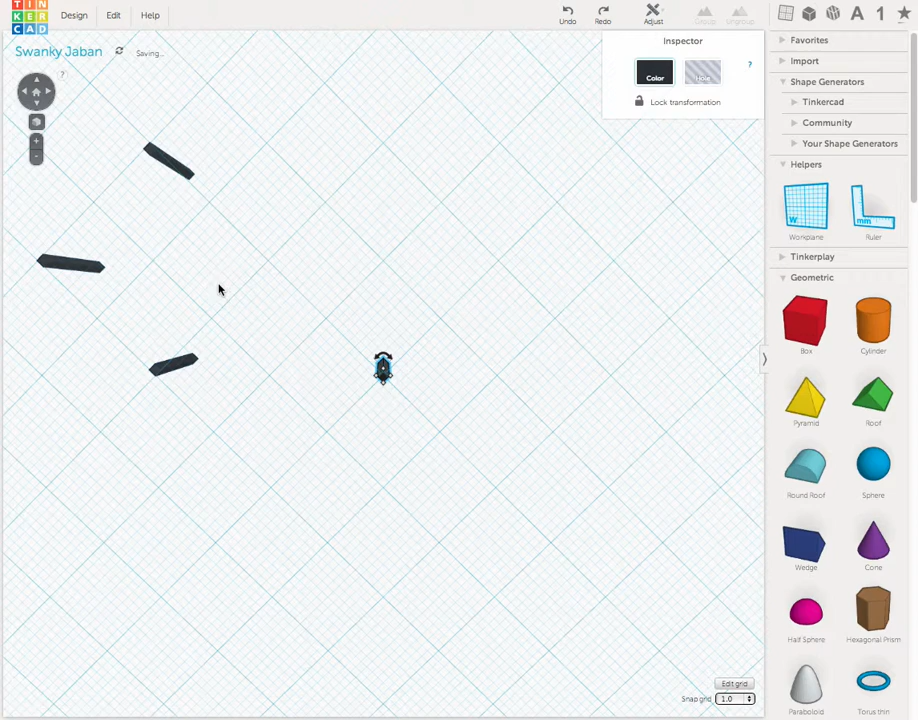 TIN
KER
CAD
Design
Edit
Help
Undo
Redo
Adjust
Group
Ungroup
A
1
Swanky Jaban
Saving...
?
+
-
Inspector
Color
Hole
?
Lock transformation
Favorites
Import
Shape Generators
Tinkercad
Community
Your Shape Generators
Helpers
W
mm
Workplane
Ruler
Tinkerplay
Geometric
Box
Cylinder
Pyramid
Roof
Round Roof
Sphere
Wedge
Cone
Half Sphere
Hexagonal Prism
Paraboloid
Torus thin
Edit grid
Snap grid
1.0